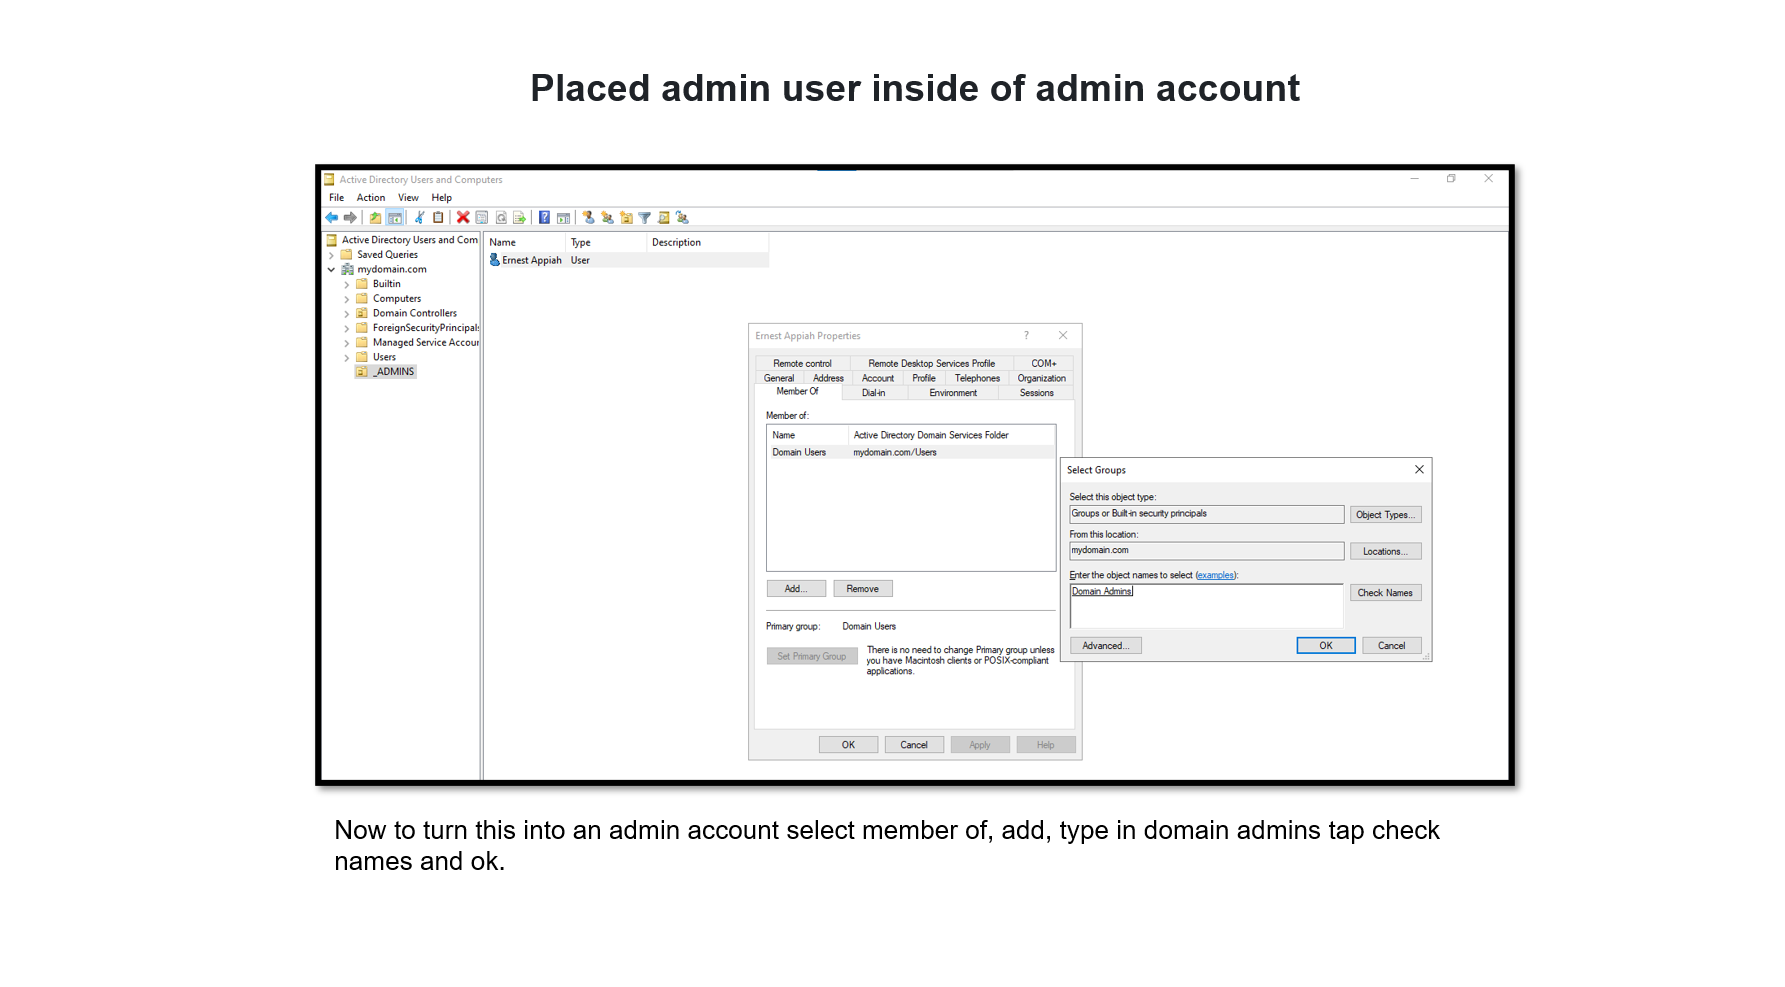 Placed admin user inside of admin account
Active Directory Users and Computers
File Action View Help
Active Directory Users and Com
Saved Queries
mydomain.com
Builtin
Computers
Domain Controllers
ForeignSecurityPrincipals
Managed Service Accour
Users
_ADMINS
Name Type Description
Ernest Appiah User
Ernest Appiah Properties
Remote control Remote Desktop Services Profile COM+
General Address Account Profile Telephones Organization
Member Of Dial-in Environment Sessions
Member of:
Name Active Directory Domain Services Folder
Domain Users mydomain.com/Users
Add... Remove
Primary group: Domain Users
Set Primary Group
There is no need to change Primary group unless
you have Macintosh clients or POSIX-compliant
applications.
OK Cancel Apply Help
Select Groups
Select this object type:
Groups or Built-in security principals Object Types...
From this location:
mydomain.com Locations...
Enter the object names to select (examples):
Domain Admins Check Names
Advanced... OK Cancel
Now to turn this into an admin account select member of, add, type in domain admins tap check
names and ok.